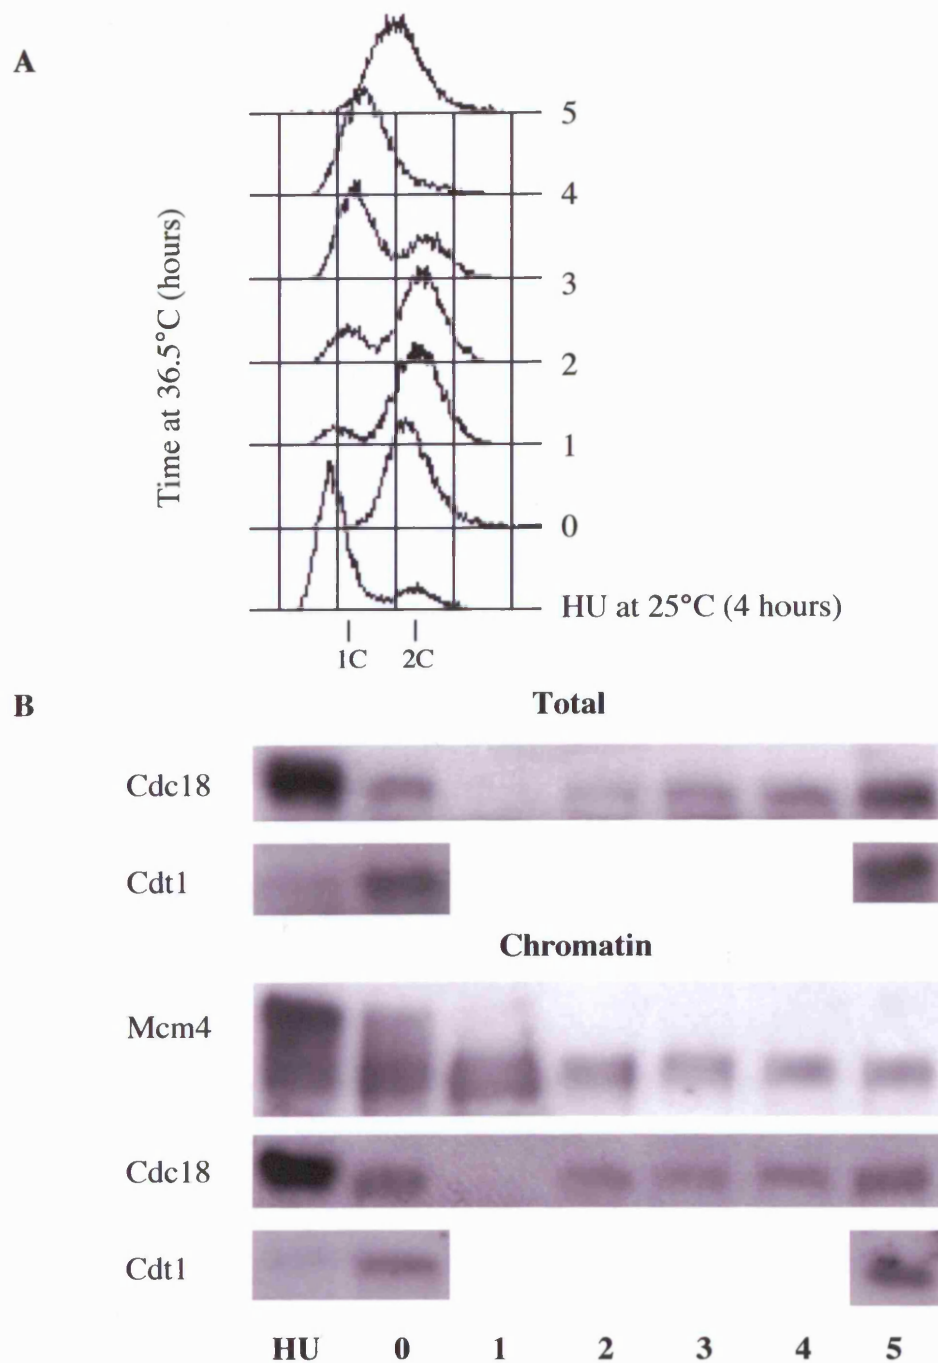 A
Time at 36.5°C (hours)
5
4
3
2
1
0
HU at 25°C (4 hours)
1C
2C
B
Total
Cdc18
Cdt1
Chromatin
Mcm4
Cdc18
Cdt1
HU 0 1 2 3 4 5